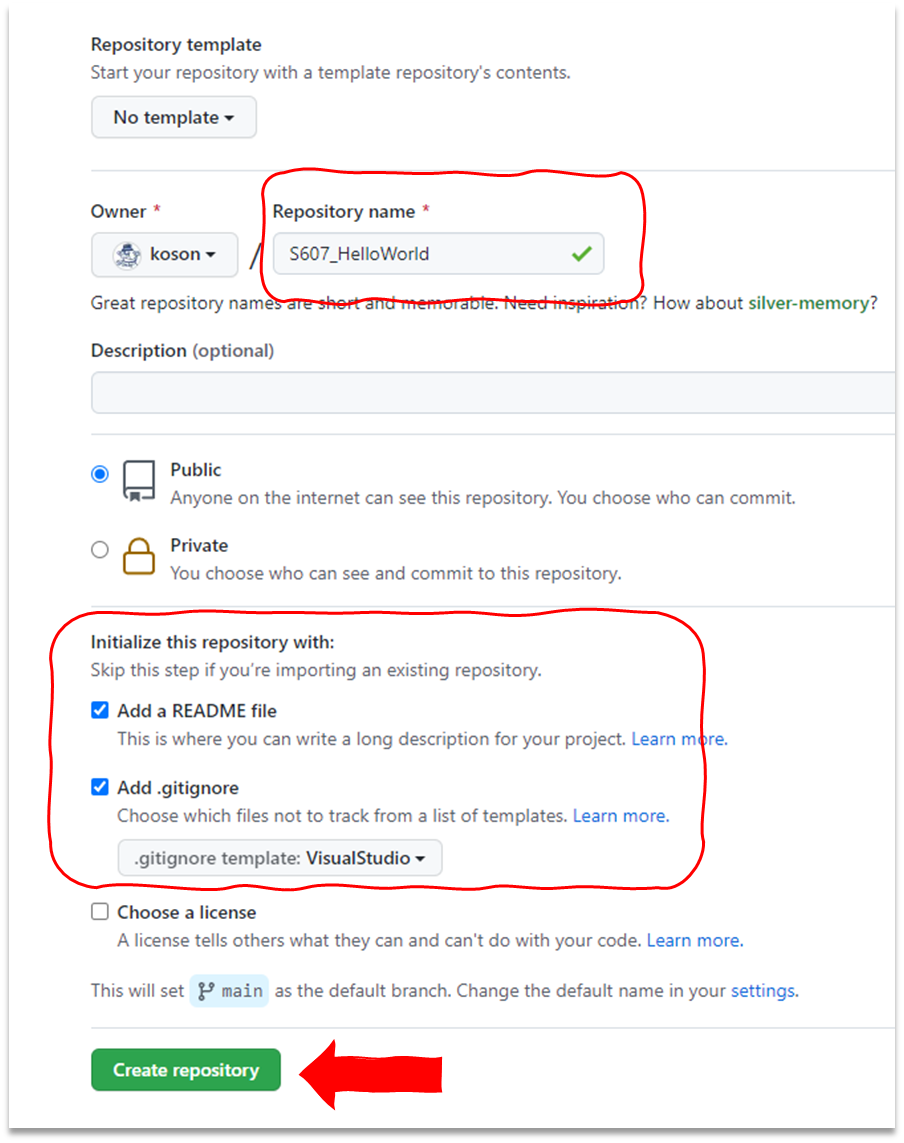 Repository template
Start your repository with a template repository's contents.
No template
Owner * Repository name *
koson / S607_HelloWorld
Great repository names are short and memorable. Need inspiration? How about silver-memory?
Description (optional)
Public
Anyone on the internet can see this repository. You choose who can commit.
Private
You choose who can see and commit to this repository.
Initialize this repository with:
Skip this step if you're importing an existing repository.
Add a README file
This is where you can write a long description for your project. Learn more.
Add .gitignore
Choose which files not to track from a list of templates. Learn more.
.gitignore template: VisualStudio
Choose a license
A license tells others what they can and can't do with your code. Learn more.
This will set main as the default branch. Change the default name in your settings.
Create repository